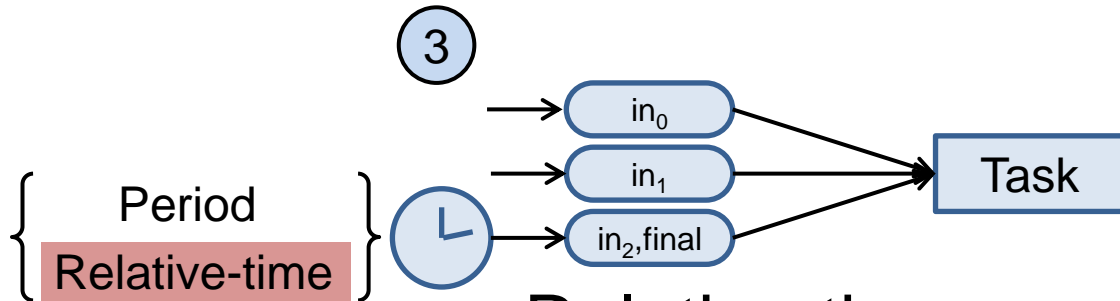 3
in₀
in₁
Task
Period
in₂,final
Relative-time